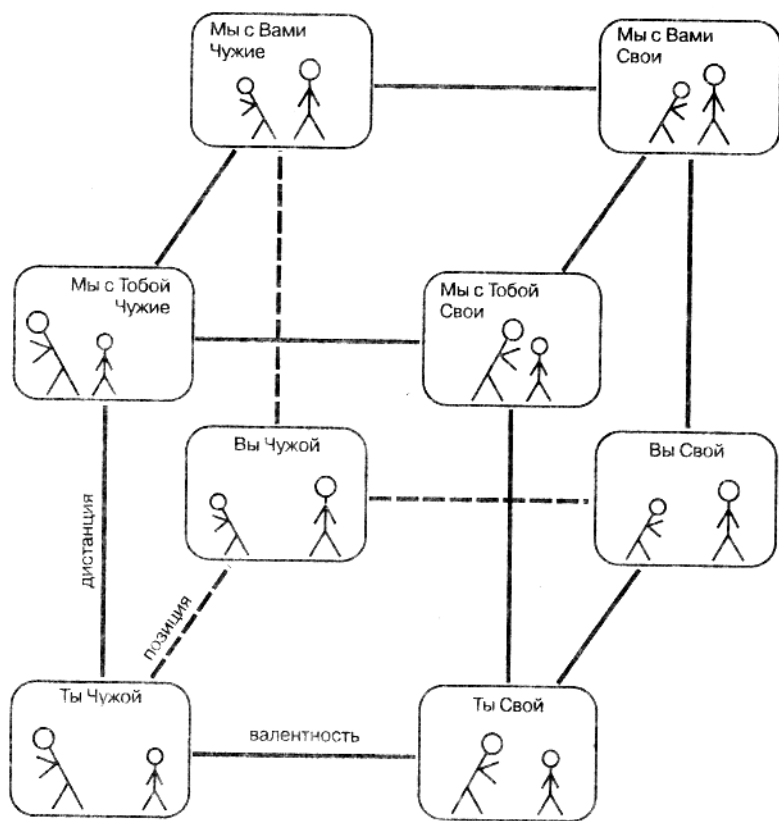 Мы с Вами
Чужие
Мы с Вами
Свои
Мы с Тобой
Чужие
Мы с Тобой
Свои
Вы Чужой
Вы Свой
дистанция
позиция
Ты Чужой
валентность
Ты Свой